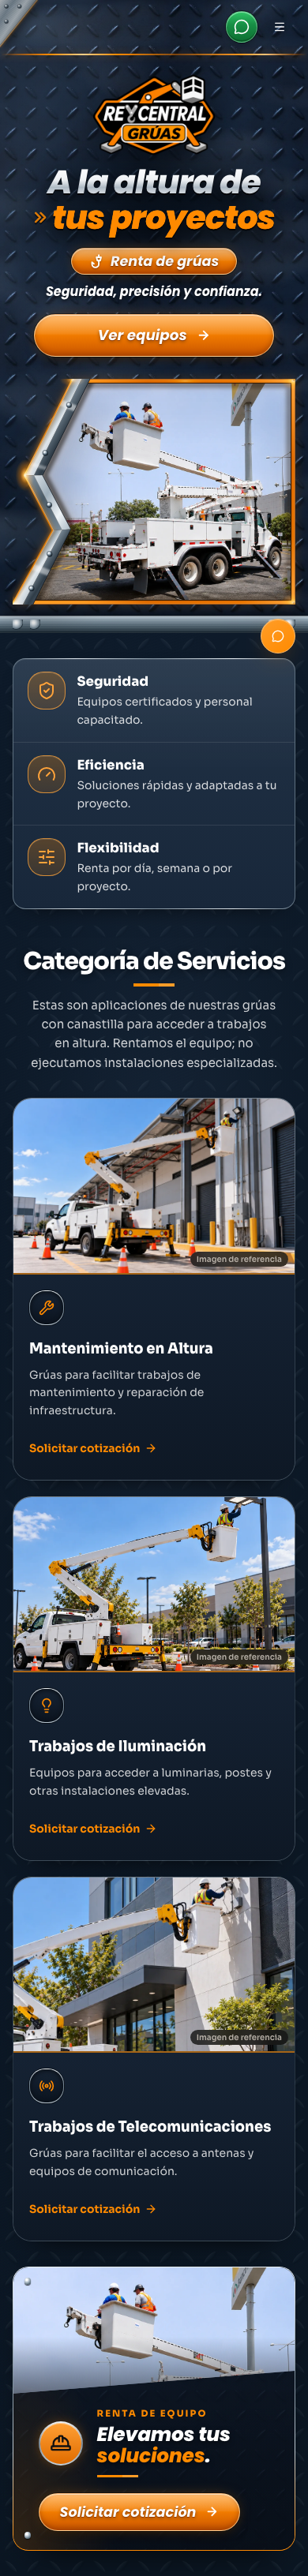 REYCENTRAL
GRÚAS
A la altura de
» tus proyectos
Renta de grúas
Seguridad, precisión y confianza.
Ver equipos →
Seguridad
Equipos certificados y personal
capacitado.
Eficiencia
Soluciones rápidas y adaptadas a tu
proyecto.
Flexibilidad
Renta por día, semana o por
proyecto.
Categoría de Servicios
Estas son aplicaciones de nuestras grúas
con canastilla para acceder a trabajos
en altura. Rentamos el equipo; no
ejecutamos instalaciones especializadas.
Imagen de referencia
Mantenimiento en Altura
Grúas para facilitar trabajos de
mantenimiento y reparación de
infraestructura.
Solicitar cotización →
Imagen de referencia
Trabajos de Iluminación
Equipos para acceder a luminarias, postes y
otras instalaciones elevadas.
Solicitar cotización →
Imagen de referencia
Trabajos de Telecomunicaciones
Grúas para facilitar el acceso a antenas y
equipos de comunicación.
Solicitar cotización →
RENTA DE EQUIPO
Elevamos tus
soluciones.
Solicitar cotización →